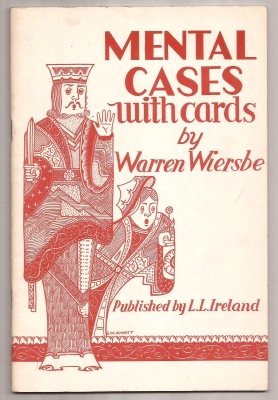 MENTAL
CASES
with cards
by
Warren Wiersbe
Published by L.L.Ireland